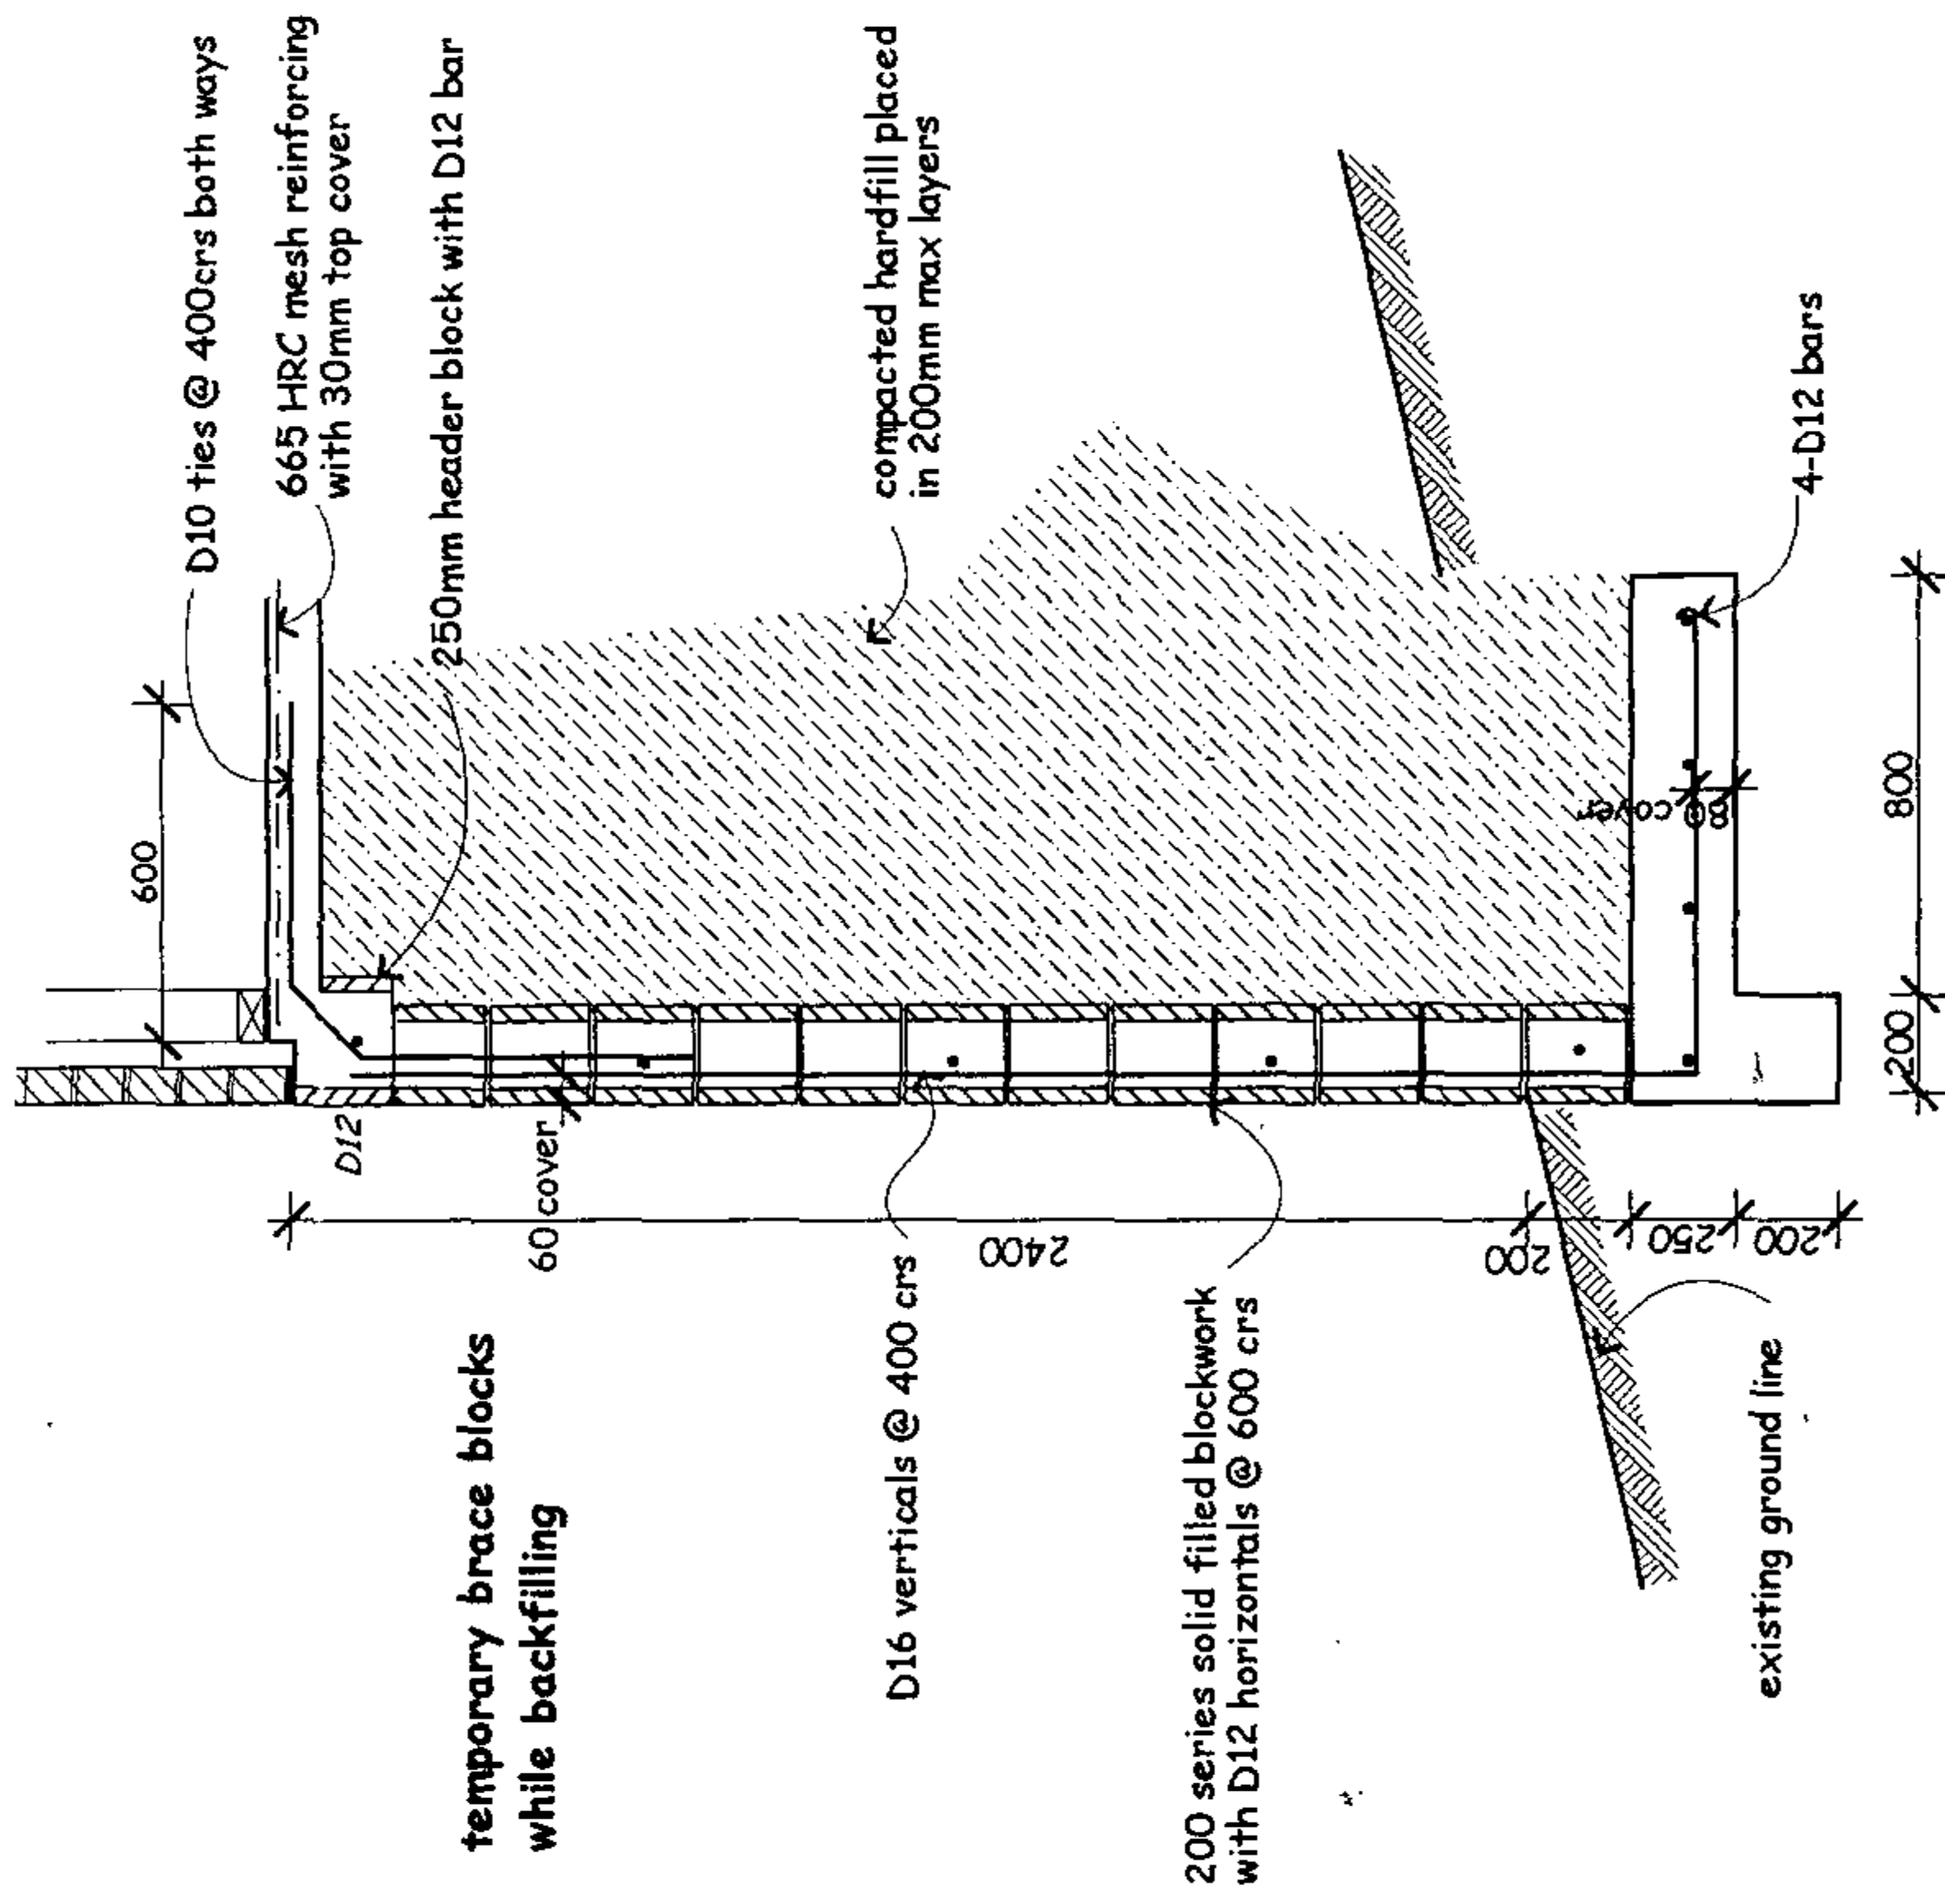 D10 ties @ 400crs both ways
665 HRC mesh reinforcing
with 30mm top cover
250mm header block with D12 bar
600
D12
60 cover
temporary brace blocks
while backfilling
compacted hardfill placed
in 200mm max layers
D16 verticals @ 400 crs
2400
200 series solid filled blockwork
with D12 horizontals @ 600 crs
200
250
200
80
cover
4-D12 bars
existing ground line
200
800